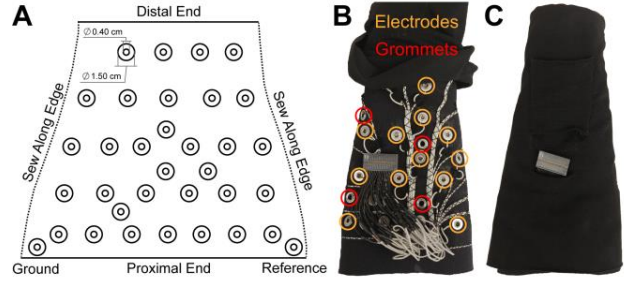 A
Distal End
∅ 0.40 cm
∅ 1.50 cm
Sew Along Edge
Sew Along Edge
Ground
Proximal End
Reference
B
Electrodes
Grommets
C